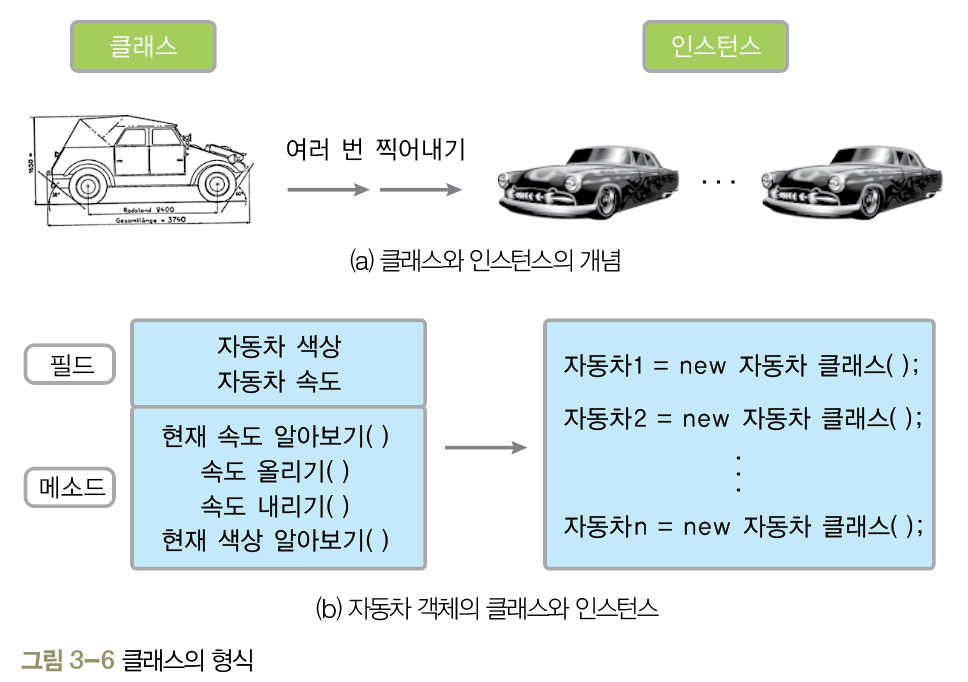 클래스
인스턴스
여러 번 찍어내기
1650
Radstand 2400
Gesamtlänge = 3740
...
(a) 클래스와 인스턴스의 개념
필드
자동차 색상
자동차 속도
메소드
현재 속도 알아보기( )
속도 올리기( )
속도 내리기( )
현재 색상 알아보기( )
자동차1 = new 자동차 클래스( );
자동차2 = new 자동차 클래스( );
자동차n = new 자동차 클래스( );
(b) 자동차 객체의 클래스와 인스턴스
그림 3-6 클래스의 형식